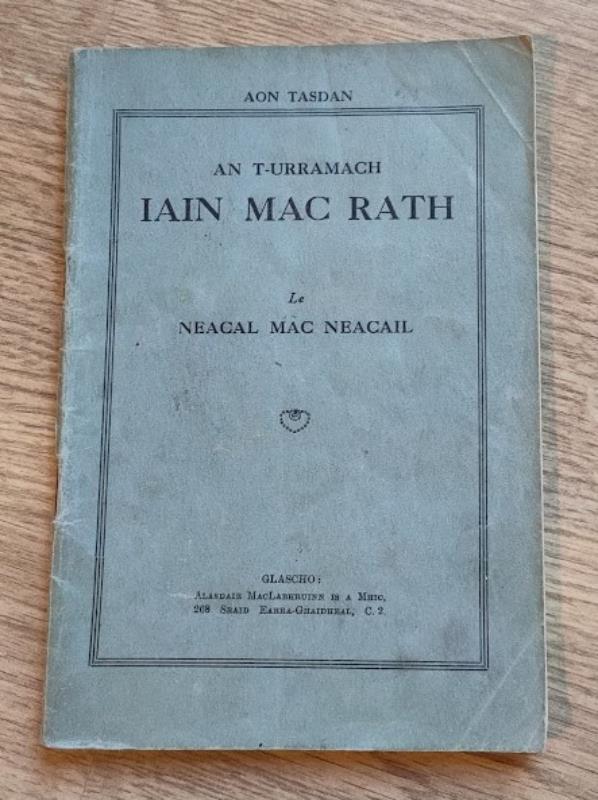 AON TASDAN
AN T-URRAMACH
IAIN MAC RATH
Le
NEACAL MAC NEACAIL
GLASCHO:
ALASDAIR MACLABHRUINN IS A MHIC,
268 SRAID EARRA-GHAIDHEAL, C. 2.